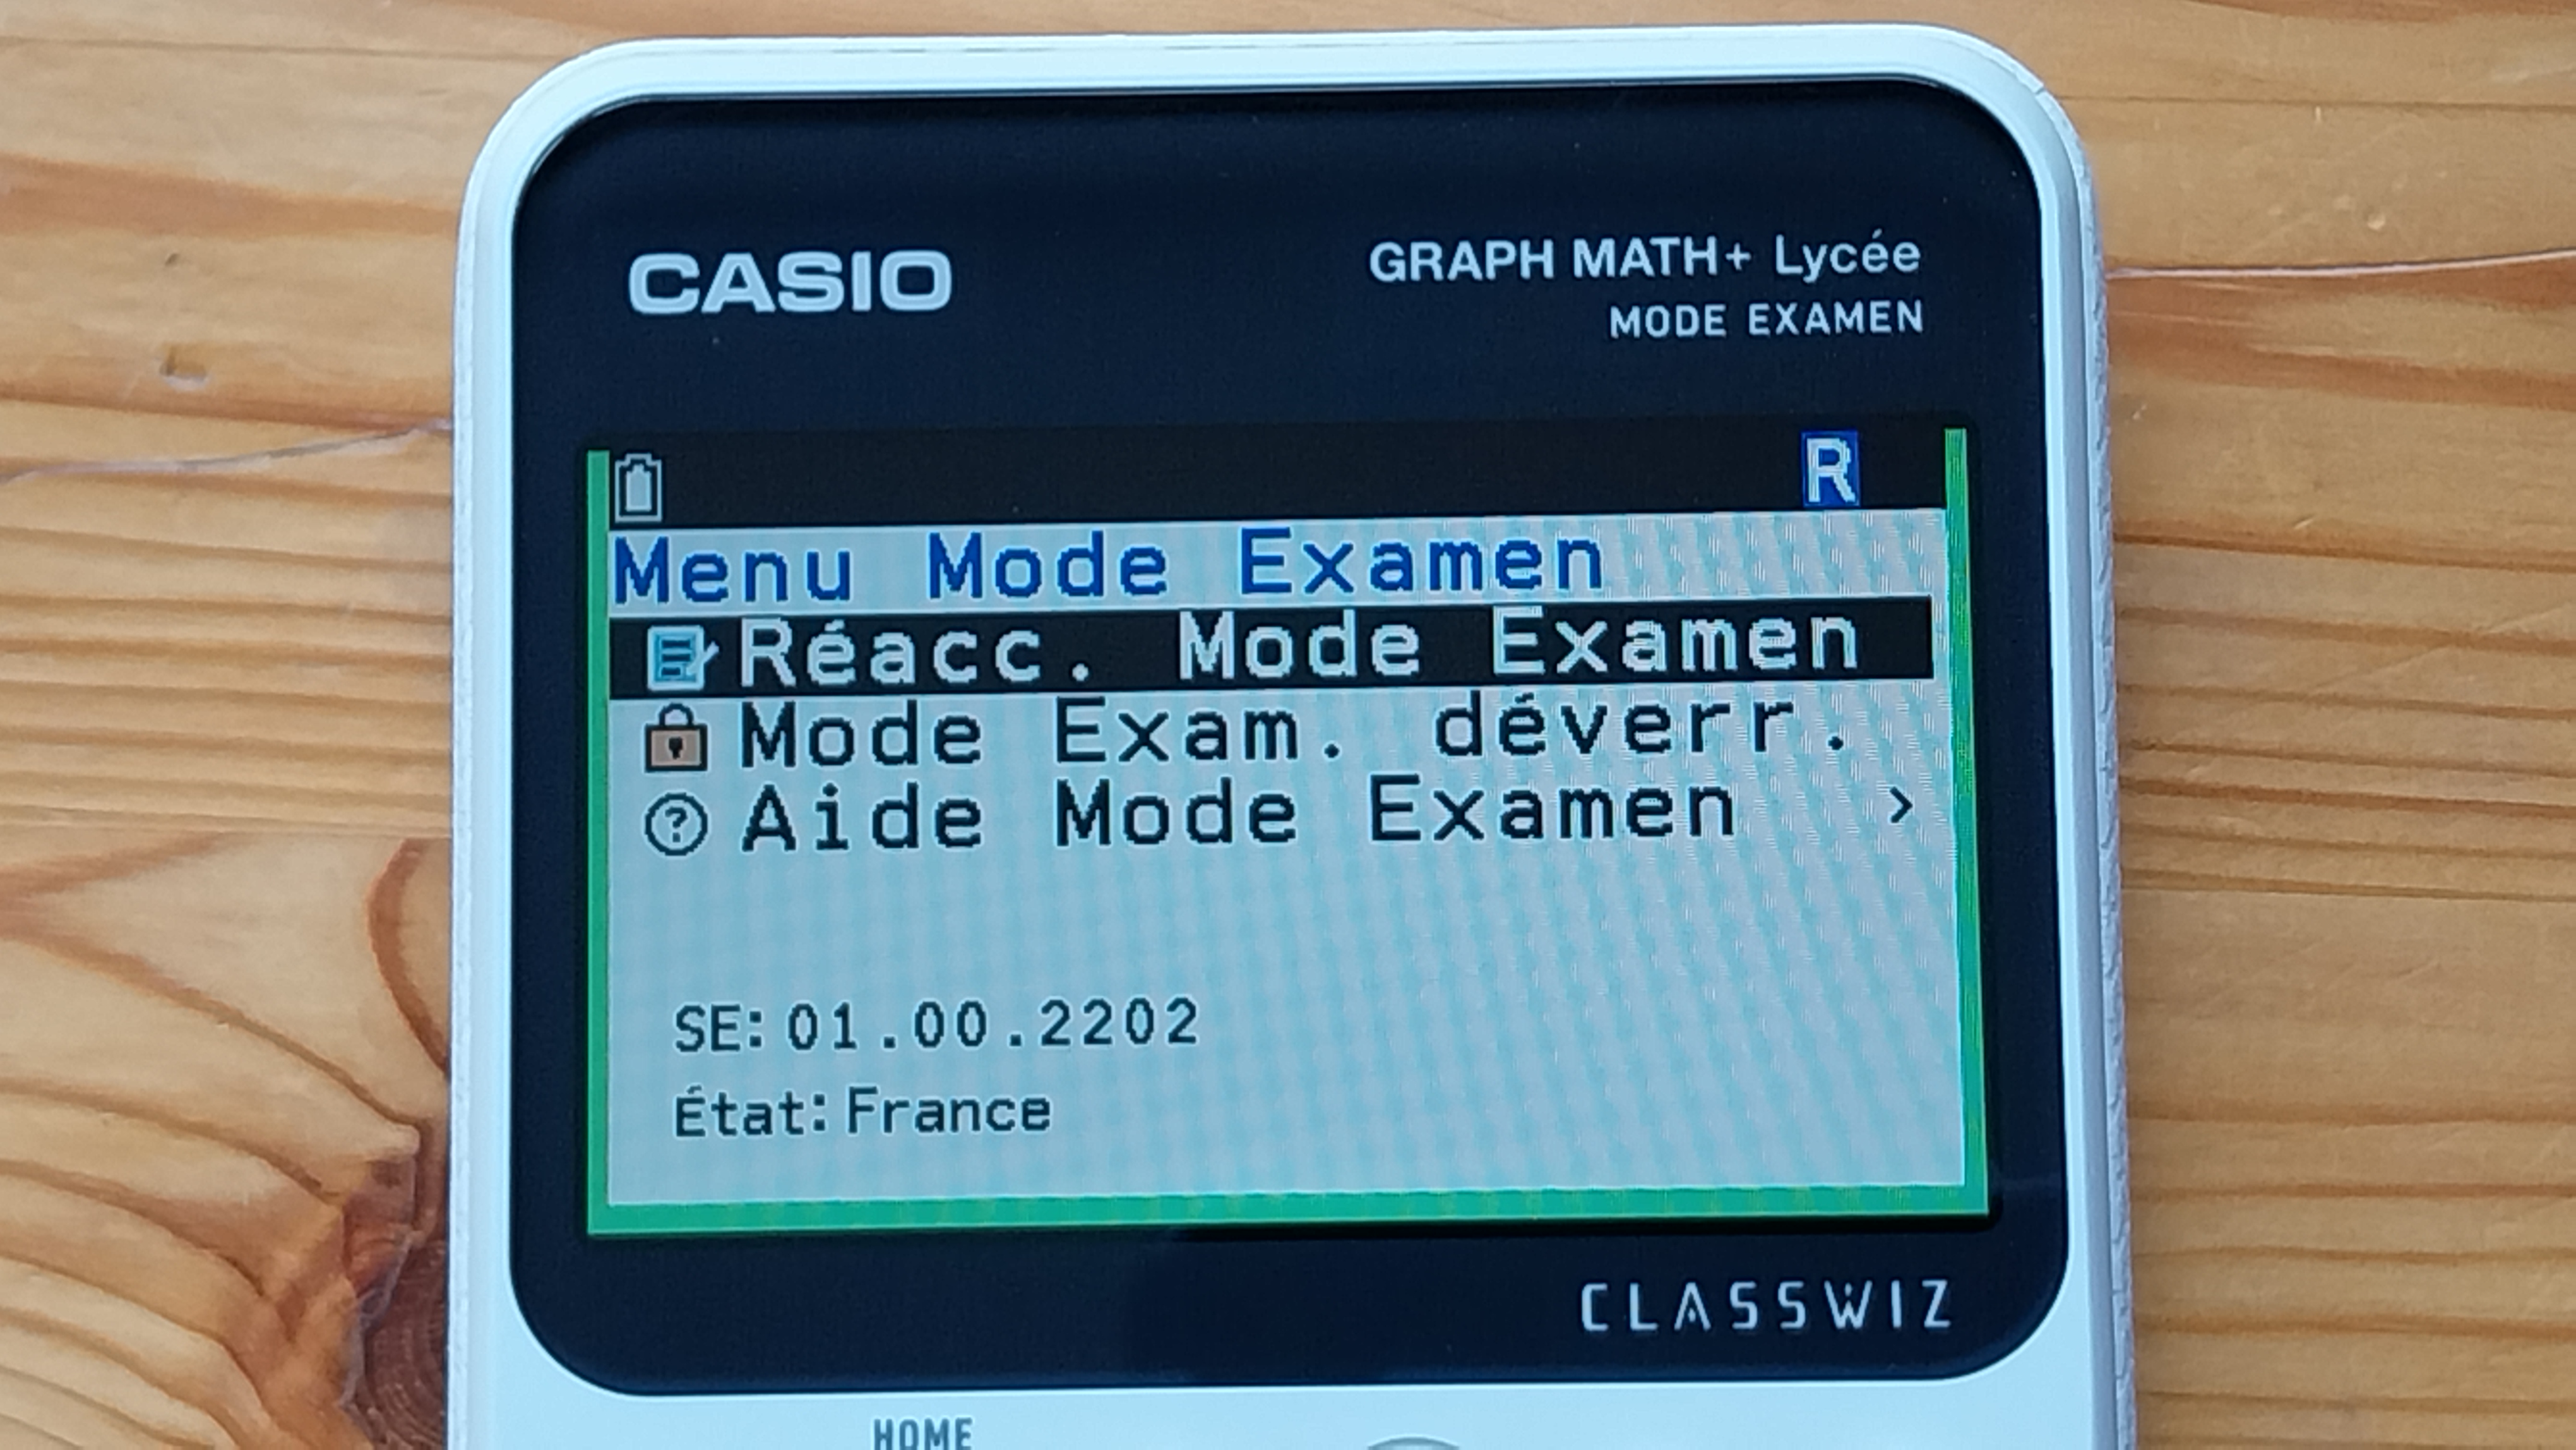 CASIO
GRAPH MATH+ Lycée
MODE EXAMEN
R
Menu Mode Examen
Réacc. Mode Examen
Mode Exam. déverr.
Aide Mode Examen >
SE: 01.00.2202
État: France
CLASSWIZ
HOME